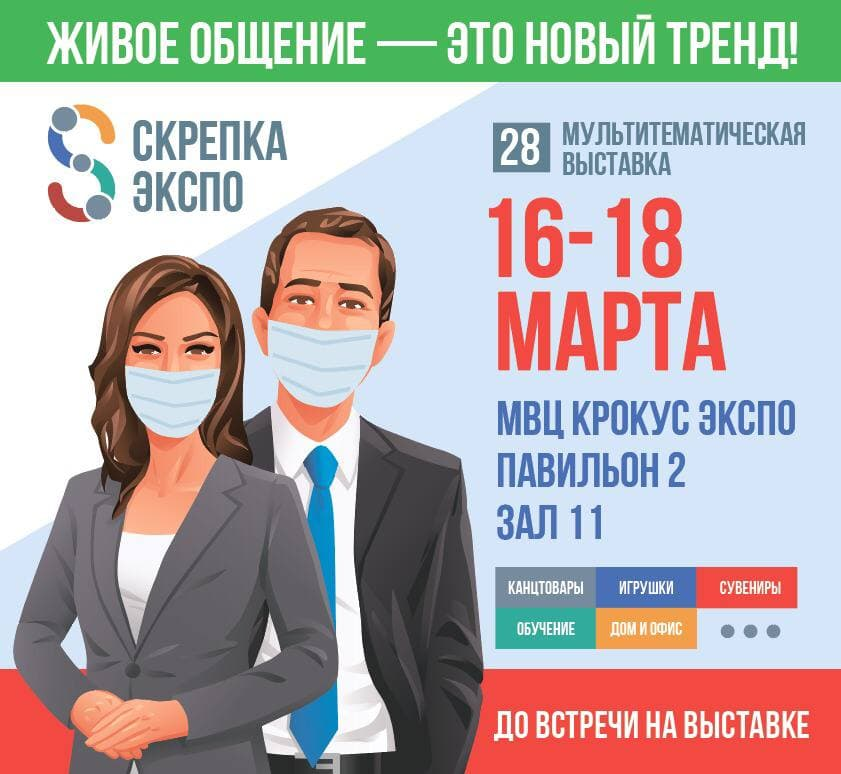 ЖИВОЕ ОБЩЕНИЕ — ЭТО НОВЫЙ ТРЕНД!
СКРЕПКА
ЭКСПО
28 МУЛЬТИТЕМАТИЧЕСКАЯ
ВЫСТАВКА
16-18
МАРТА
МВЦ КРОКУС ЭКСПО
ПАВИЛЬОН 2
ЗАЛ 11
КАНЦТОВАРЫ ИГРУШКИ СУВЕНИРЫ
ОБУЧЕНИЕ ДОМ И ОФИС
ДО ВСТРЕЧИ НА ВЫСТАВКЕ